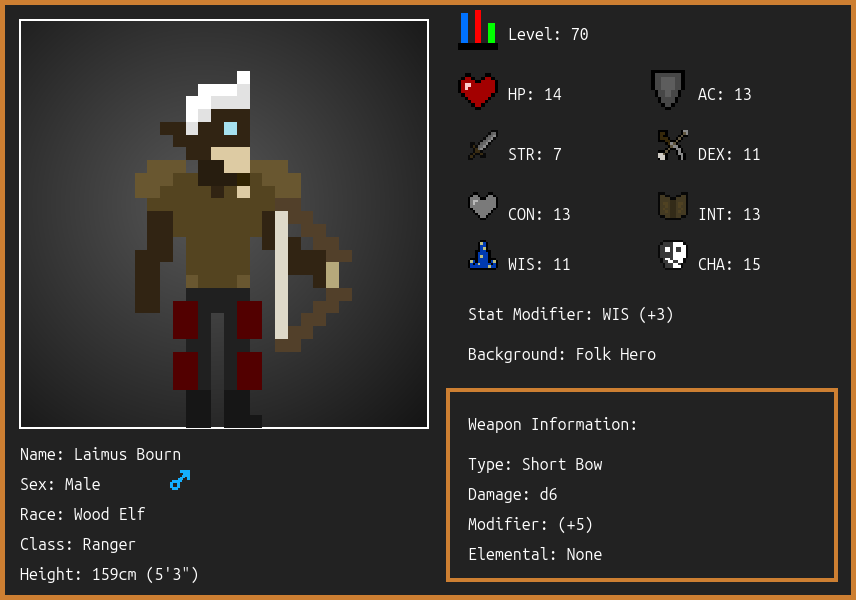 Level: 70
HP: 14
AC: 13
STR: 7
DEX: 11
CON: 13
INT: 13
WIS: 11
CHA: 15
Stat Modifier: WIS (+3)
Background: Folk Hero
Weapon Information:
Type: Short Bow
Damage: d6
Modifier: (+5)
Elemental: None
Name: Laimus Bourn
Sex: Male
Race: Wood Elf
Class: Ranger
Height: 159cm (5'3")